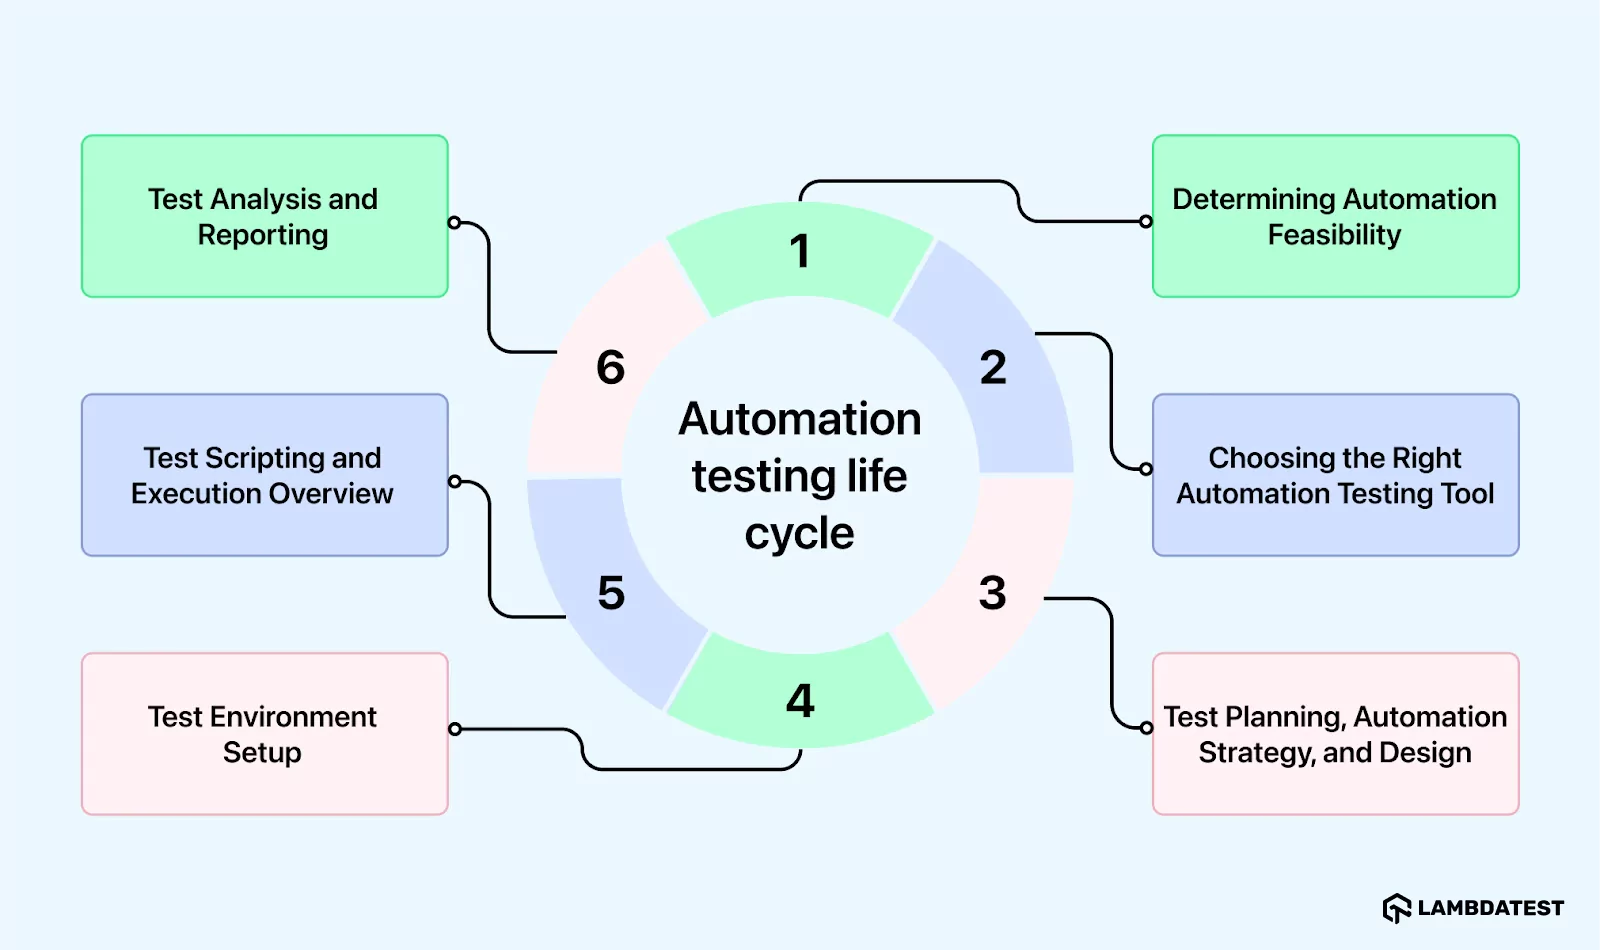 Test Analysis and
Reporting
Determining Automation
Feasibility
1
6
2
Automation
testing life
cycle
Test Scripting and
Execution Overview
Choosing the Right
Automation Testing Tool
5
3
Test Environment
Setup
4
Test Planning, Automation
Strategy, and Design
LAMBDATEST